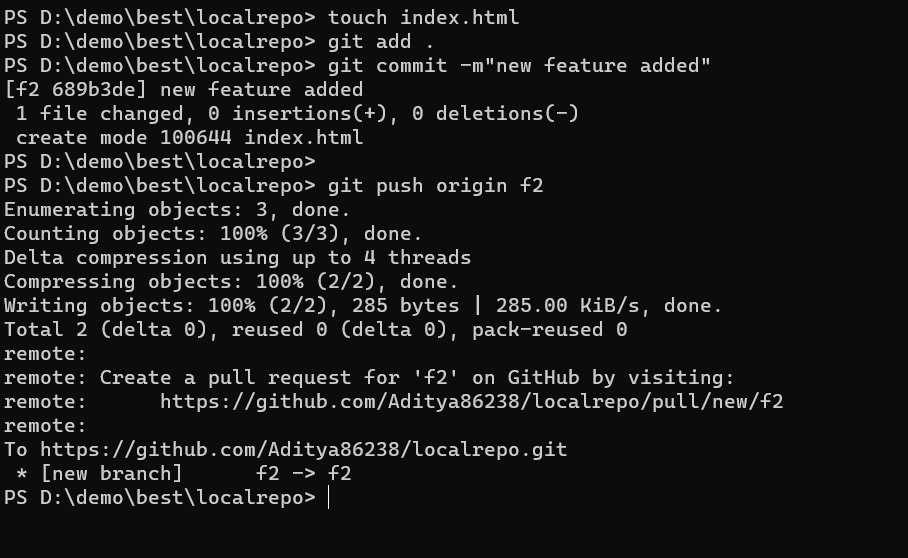 PS D:\demo\best\localrepo> touch index.html
PS D:\demo\best\localrepo> git add .
PS D:\demo\best\localrepo> git commit -m"new feature added"
[f2 689b3de] new feature added
 1 file changed, 0 insertions(+), 0 deletions(-)
 create mode 100644 index.html
PS D:\demo\best\localrepo>
PS D:\demo\best\localrepo> git push origin f2
Enumerating objects: 3, done.
Counting objects: 100% (3/3), done.
Delta compression using up to 4 threads
Compressing objects: 100% (2/2), done.
Writing objects: 100% (2/2), 285 bytes | 285.00 KiB/s, done.
Total 2 (delta 0), reused 0 (delta 0), pack-reused 0
remote:
remote: Create a pull request for 'f2' on GitHub by visiting:
remote:      https://github.com/Aditya86238/localrepo/pull/new/f2
remote:
To https://github.com/Aditya86238/localrepo.git
 * [new branch]      f2 -> f2
PS D:\demo\best\localrepo>